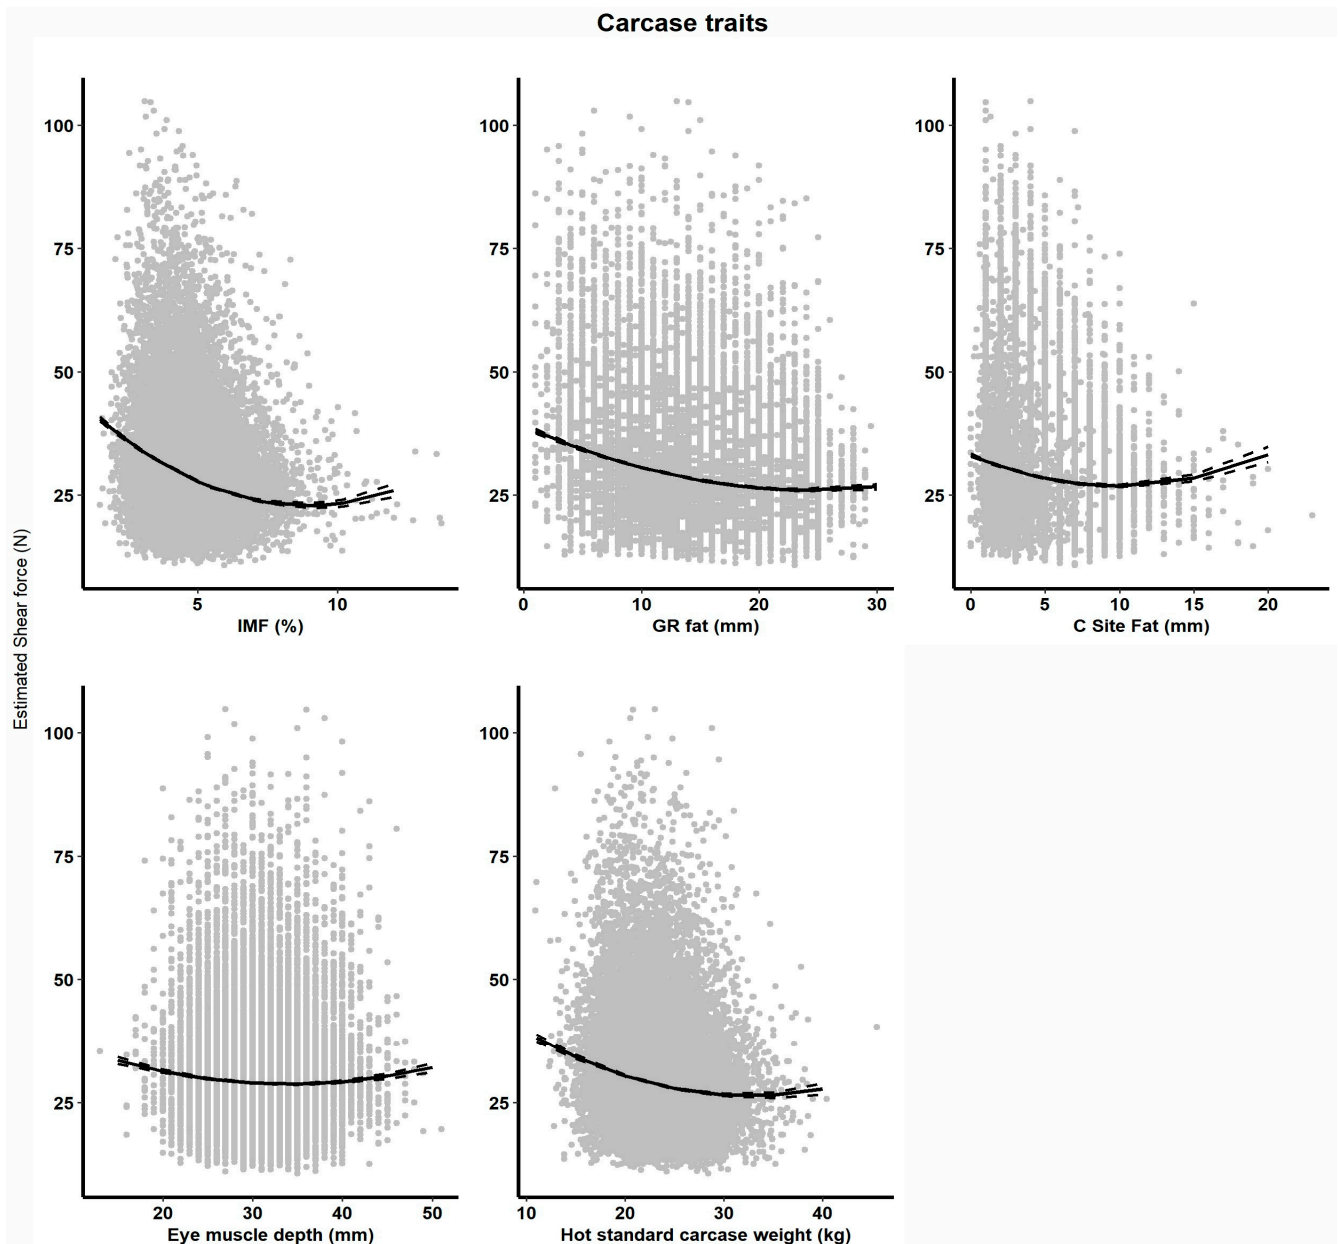 Carcase traits
Estimated Shear force (N)
100
75
50
25
5 10
IMF (%)
100
75
50
25
0 10 20 30
GR fat (mm)
100
75
50
25
0 5 10 15 20
C Site Fat (mm)
100
75
50
25
20 30 40 50
Eye muscle depth (mm)
100
75
50
25
10 20 30 40
Hot standard carcase weight (kg)